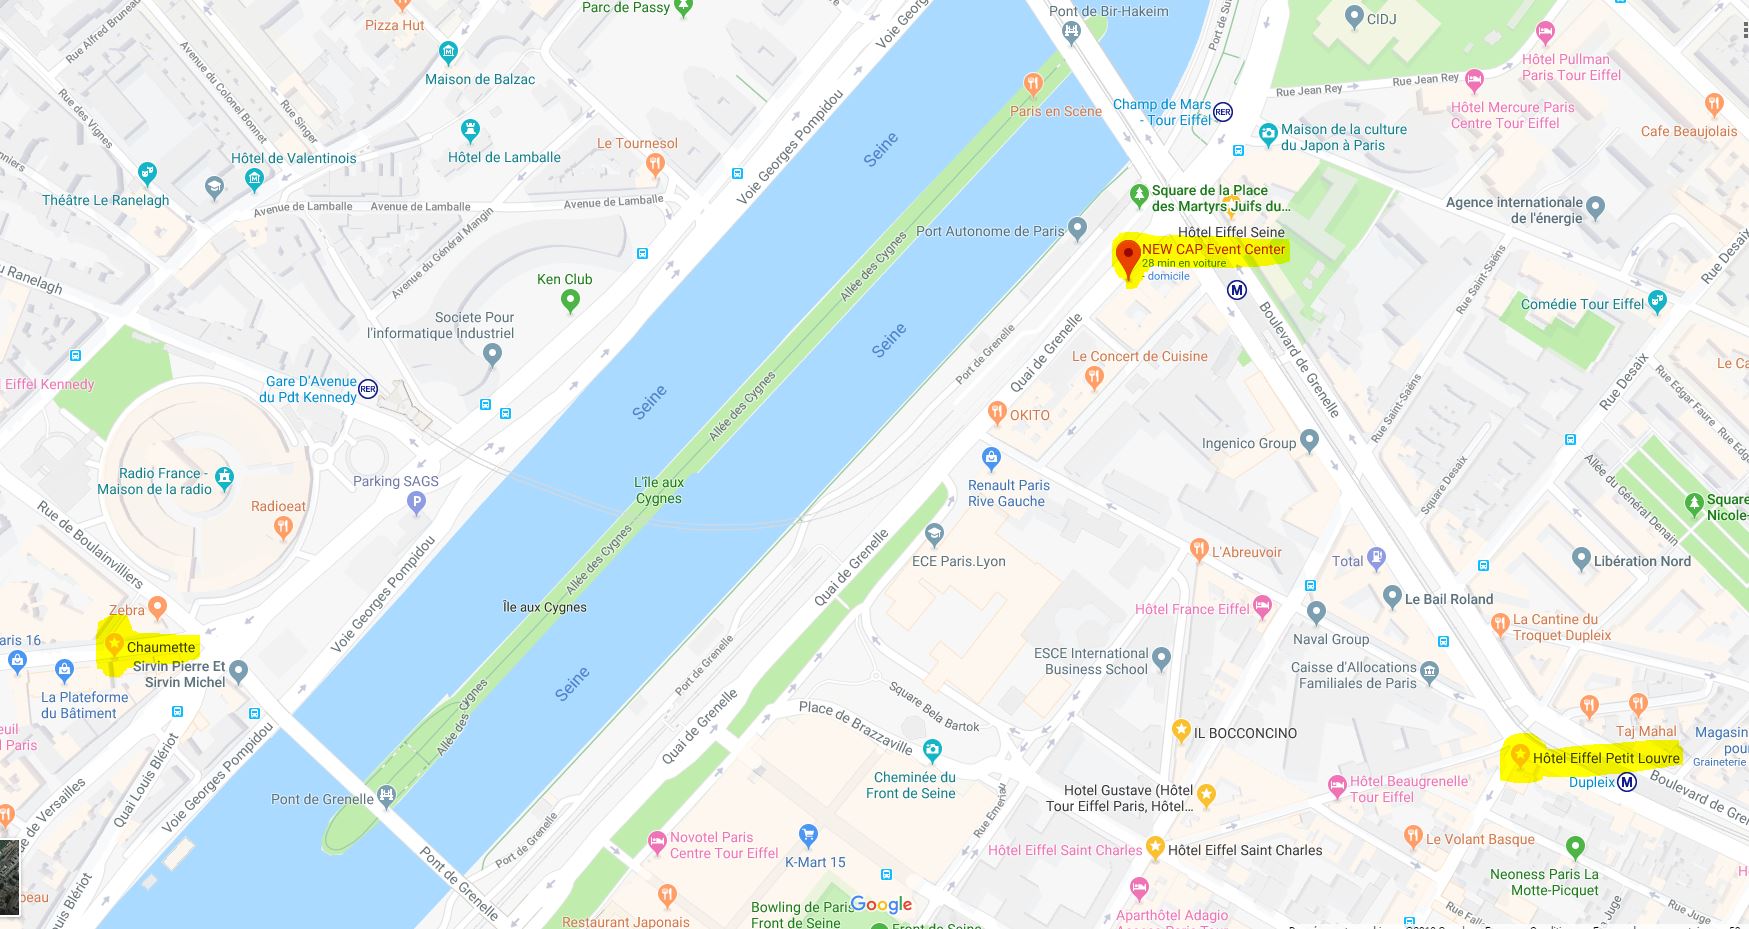 Pizza Hut
Parc de Passy
Rue Alfred Bruneau
Voie Georges
Pont de Bir-Hakeim
Port de Su
CIDJ
Hôtel Pullman
Paris Tour Eiffel
Maison de Balzac
Avenue du Colonel Bonnet
Rue des Vignes
Rue Singer
Rue Jean Rey
Rue Jean Rey
Hôtel Mercure Paris
Centre Tour Eiffel
Cafe Beaujolais
Paris en Scène
Champ de Mars
- Tour Eiffel
RER
Maison de la culture
du Japon à Paris
Voie Georges Pompidou
Seine
Le Tournesol
Hôtel de Lamballe
Hôtel de Valentinois
Théâtre Le Ranelagh
Avenue de Lamballe
Avenue de Lamballe
Avenue de Lamballe
Avenue du Général Mangin
Square de la Place
des Martyrs Juifs du...
Agence internationale
de l'énergie
Port Autonome de Paris
Hôtel Eiffel Seine
NEW CAP Event Center
28 min en voiture
- domicile
M
Allée des Cygnes
Rue Saint-Saëns
Rue Desaix
Comédie Tour Eiffel
Ken Club
Societe Pour
l'informatique Industriel
u Ranelagh
Seine
Port de Grenelle
Quai de Grenelle
Boulevard de Grenelle
Le Concert de Cuisine
Le Ca
Eiffel Kennedy
Gare D'Avenue
du Pdt Kennedy
RER
Seine
Allée des Cygnes
OKITO
Rue Saint-Saëns
Rue Desaix
Rue Edgar Faure
Rue Edg
Ingenico Group
Radio France -
Maison de la radio
Radioeat
Parking SAGS
P
L'île aux
Cygnes
Renault Paris
Rive Gauche
Square Desaix
Allée du Général Denain
Square
Nicole-
Rue de Boulainvilliers
Voie Georges Pompidou
Allée des Cygnes
Île aux Cygnes
Quai de Grenelle
ECE Paris.Lyon
L'Abreuvoir
Total
Libération Nord
Zebra
Le Bail Roland
Hôtel France Eiffel
Naval Group
La Cantine du
Troquet Dupleix
aris 16
Chaumette
Sirvin Pierre Et
Sirvin Michel
La Plateforme
du Bâtiment
Seine
Port de Grenelle
ESCE International
Business School
Caisse d'Allocations
Familiales de Paris
Square Bela Bartok
Place de Brazzaville
Quai de Grenelle
Allée des Cygnes
IL BOCCONCINO
Taj Mahal
Magasin
pou
Graineterie
Hôtel Eiffel Petit Louvre
Dupleix
M
Boulevard de Gre
euil
l Paris
Quai Louis Blériot
Voie Georges Pompidou
de Versailles
Pont de Grenelle
Cheminée du
Front de Seine
Hotel Gustave (Hôtel
Tour Eiffel Paris, Hôtel...
Hôtel Beaugrenelle
Tour Eiffel
Rue Emeriau
Port de Grenelle
Pont de Grenelle
Novotel Paris
Centre Tour Eiffel
K-Mart 15
Hôtel Eiffel Saint Charles
Hôtel Eiffel Saint Charles
Le Volant Basque
Neoness Paris La
Motte-Picquet
beau
ouis Blériot
Restaurant Japonais
Bowling de Paris
Front de Seine
Google
Front de Seine
Aparthôtel Adagio
Rue Juge